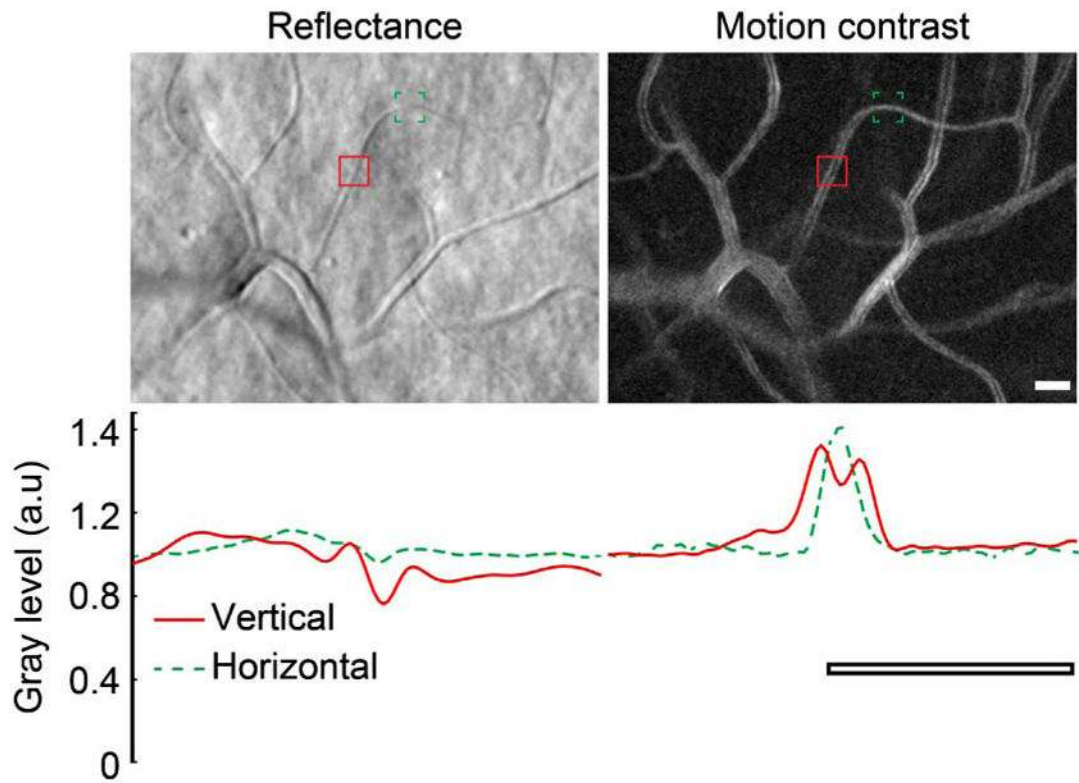 Reflectance
Motion contrast
Gray level (a.u)
1.4
1.2
0.8
0.4
0
Vertical
Horizontal